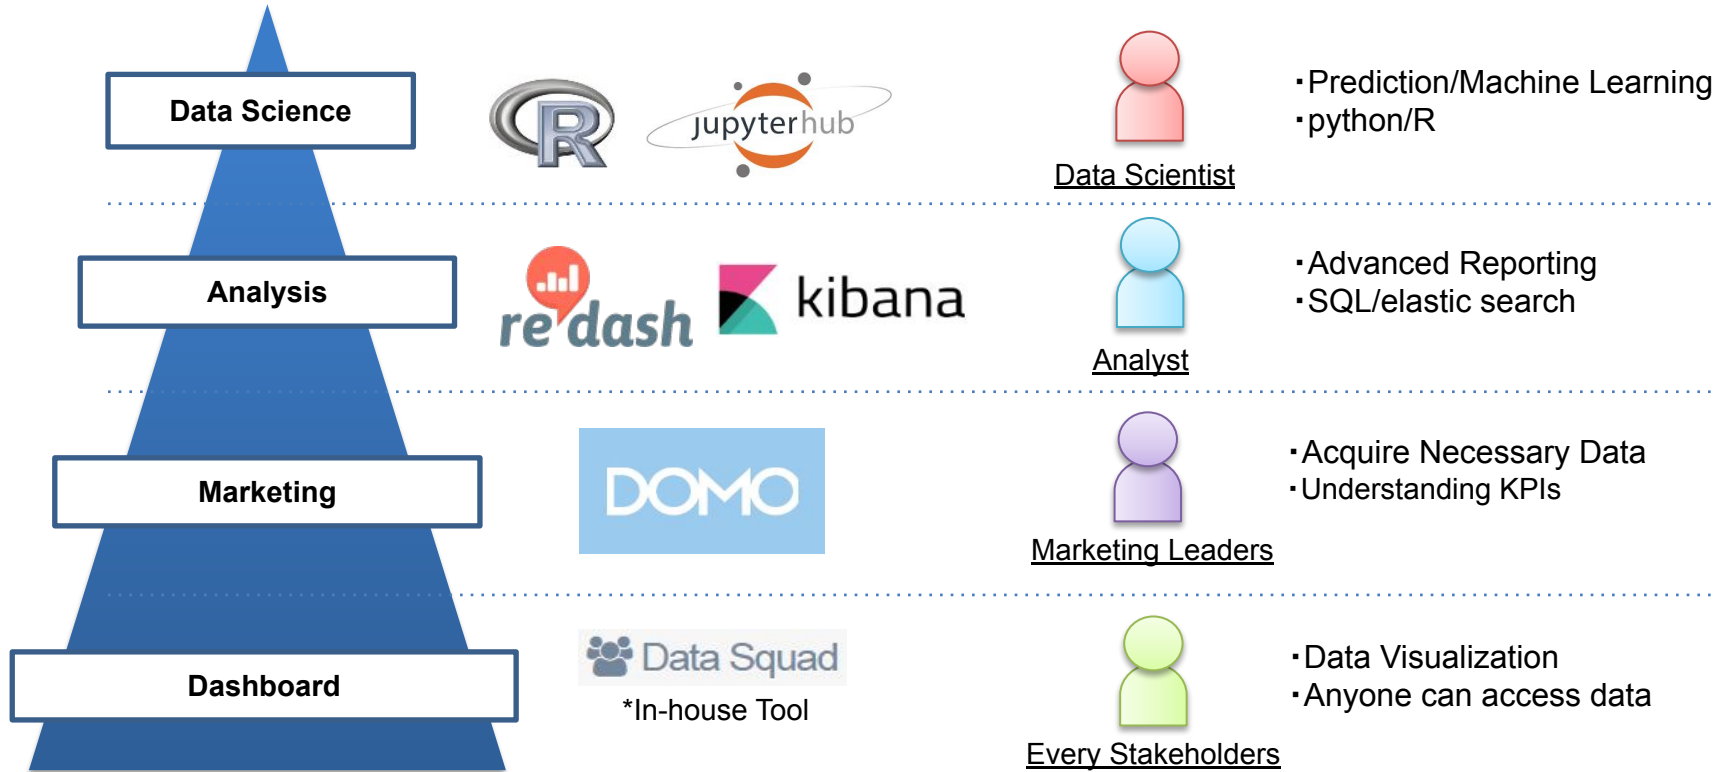 Data Science
R
jupyterhub
Data Scientist
・Prediction/Machine Learning
・python/R
Analysis
re:dash
kibana
Analyst
・Advanced Reporting
・SQL/elastic search
Marketing
DOMO
Marketing Leaders
・Acquire Necessary Data
・Understanding KPIs
Dashboard
Data Squad
*In-house Tool
Every Stakeholders
・Data Visualization
・Anyone can access data